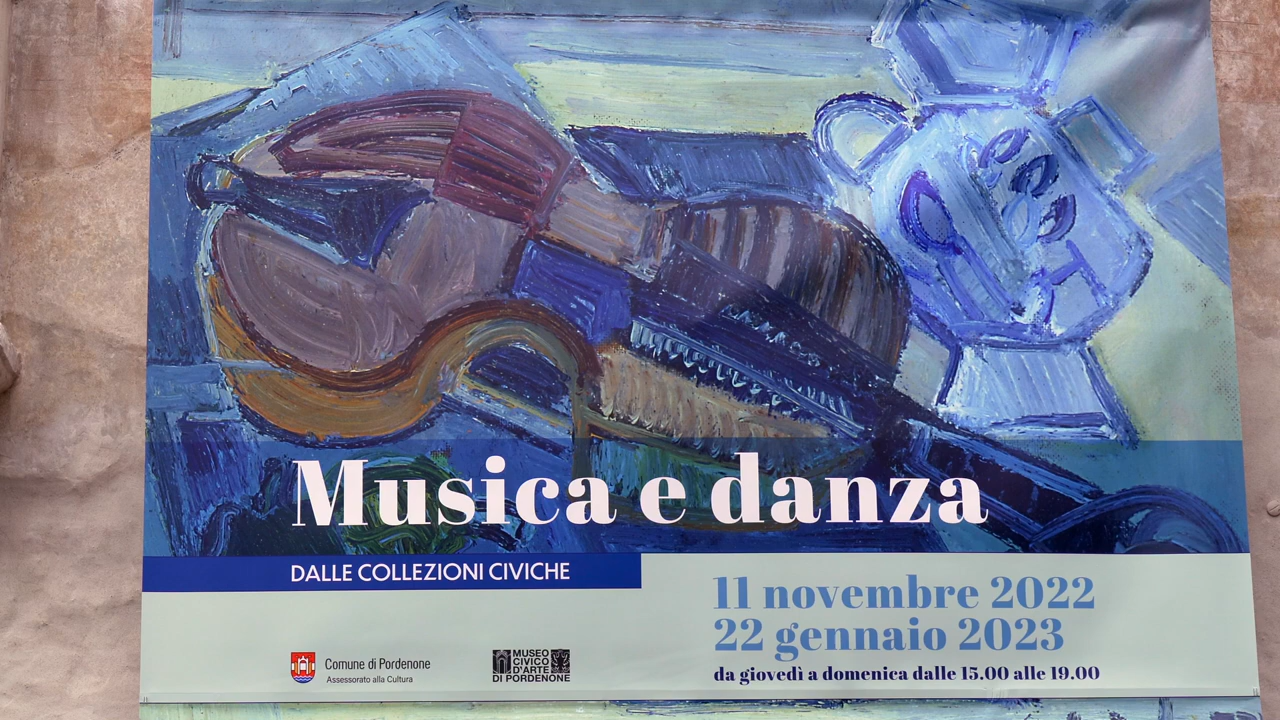 Musica e danza
DALLE COLLEZIONI CIVICHE
11 novembre 2022
22 gennaio 2023
da giovedì a domenica dalle 15.00 alle 19.00
Comune di Pordenone
Assessorato alla Cultura
MUSEO
CIVICO
D'ARTE
DI PORDENONE